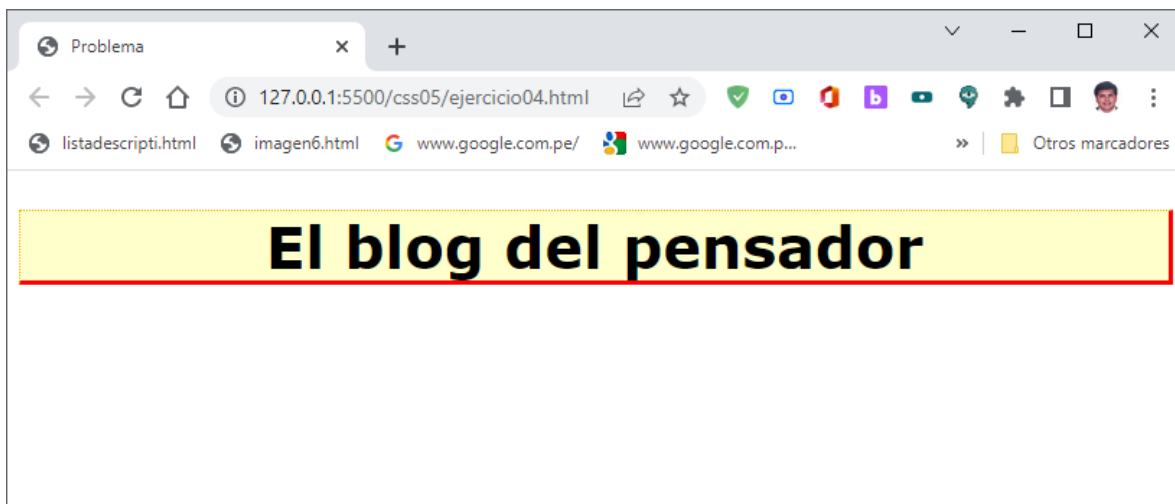 Problema
127.0.0.1:5500/css05/ejercicio04.html
listadescripti.html imagen6.html www.google.com.pe/ www.google.com.p... » Otros marcadores
El blog del pensador